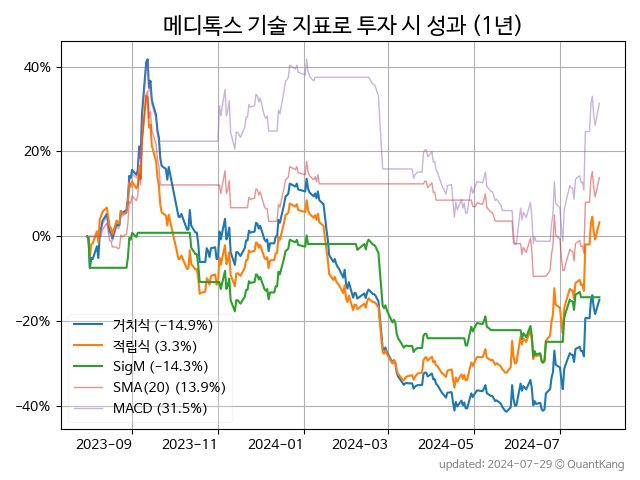 메디톡스 기술 지표로 투자 시 성과 (1년)
40%
20%
0%
−20%
−40%
거치식 (−14.9%)
적립식 (3.3%)
SigM (−14.3%)
SMA(20) (13.9%)
MACD (31.5%)
2023-09 2023-11 2024-01 2024-03 2024-05 2024-07
updated: 2024-07-29 ⓒ QuantKang